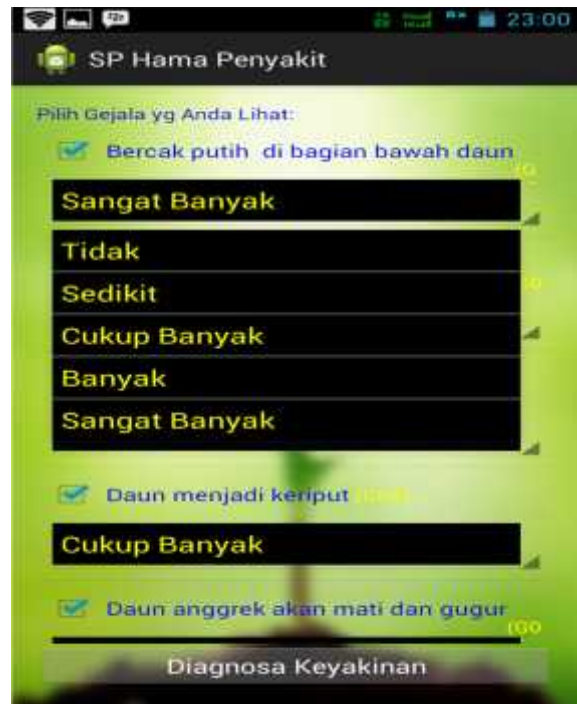 23:00
SP Hama Penyakit
Pilih Gejala yg Anda Lihat:
Bercak putih di bagian bawah daun
Sangat Banyak
Tidak
Sedikit
Cukup Banyak
Banyak
Sangat Banyak
Daun menjadi keriput
Cukup Banyak
Daun anggrek akan mati dan gugur
(G0
Diagnosa Keyakinan